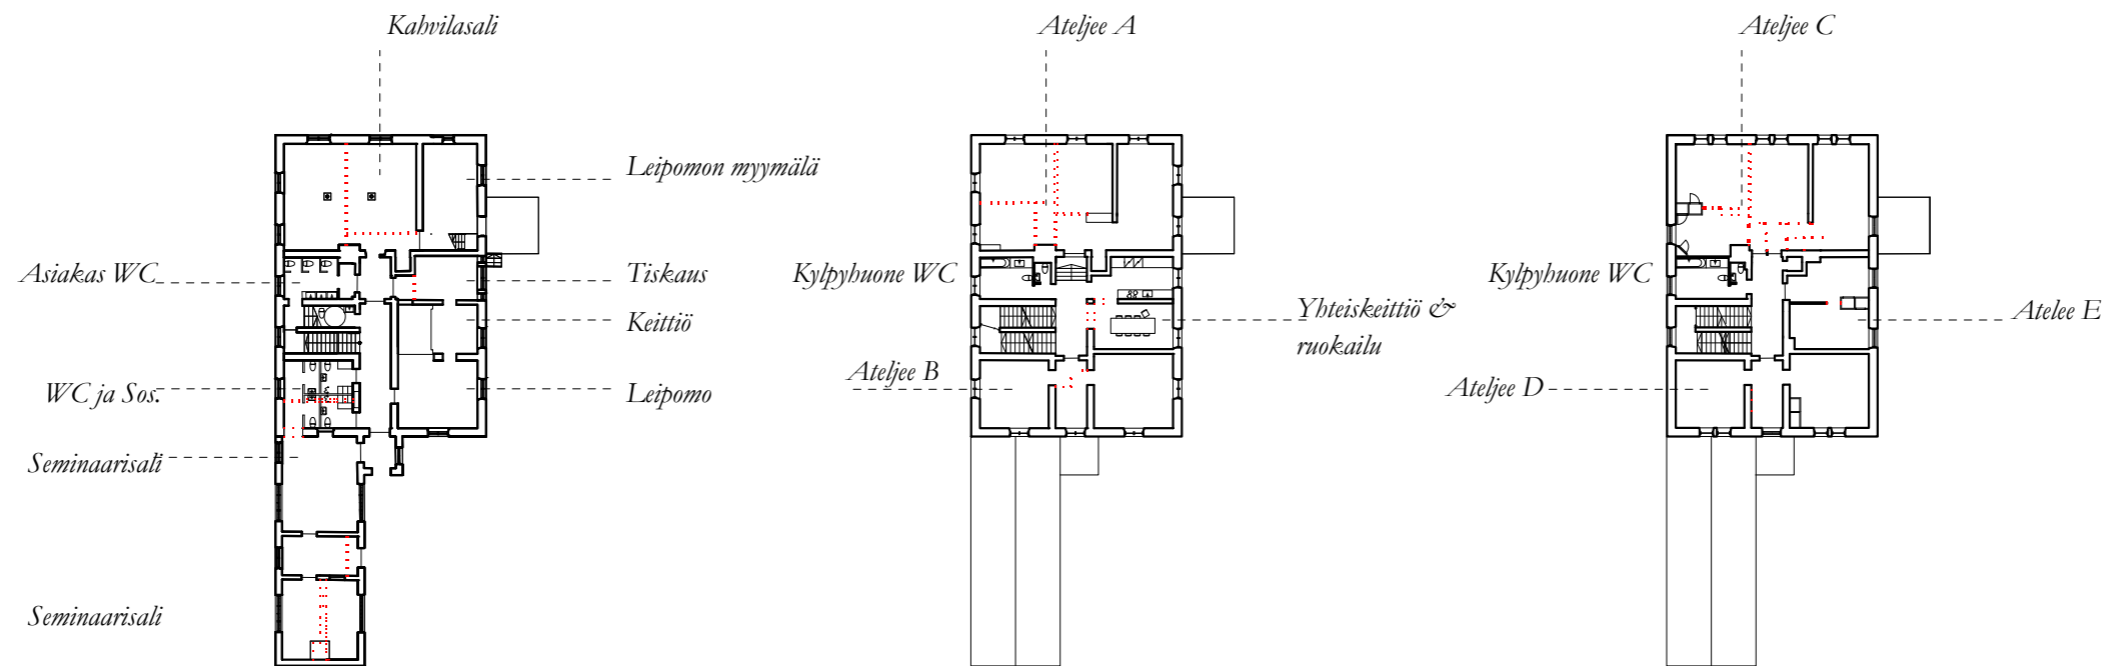 Kahvilasali
Leipomon myymälä
Asiakas WC
Tiskaus
Keittiö
WC ja Sos.
Leipomo
Seminaarisali
Seminaarisali
Ateljee A
Kylpyhuone WC
Yhteiskeittiö &
ruokailu
Ateljee B
Ateljee C
Kylpyhuone WC
Atelee E
Ateljee D